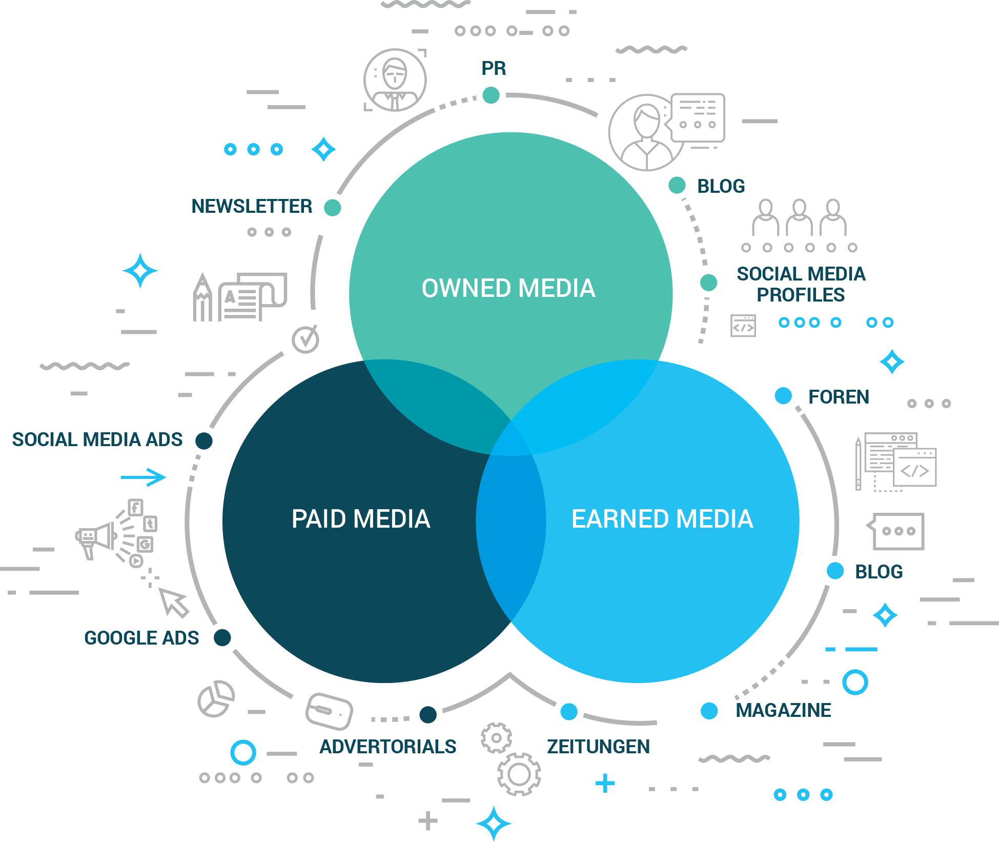 PR
BLOG
NEWSLETTER
SOCIAL MEDIA
PROFILES
OWNED MEDIA
A
</>
FOREN
SOCIAL MEDIA ADS
</>
f
t
G
PAID MEDIA
EARNED MEDIA
BLOG
GOOGLE ADS
MAGAZINE
ADVERTORIALS
ZEITUNGEN